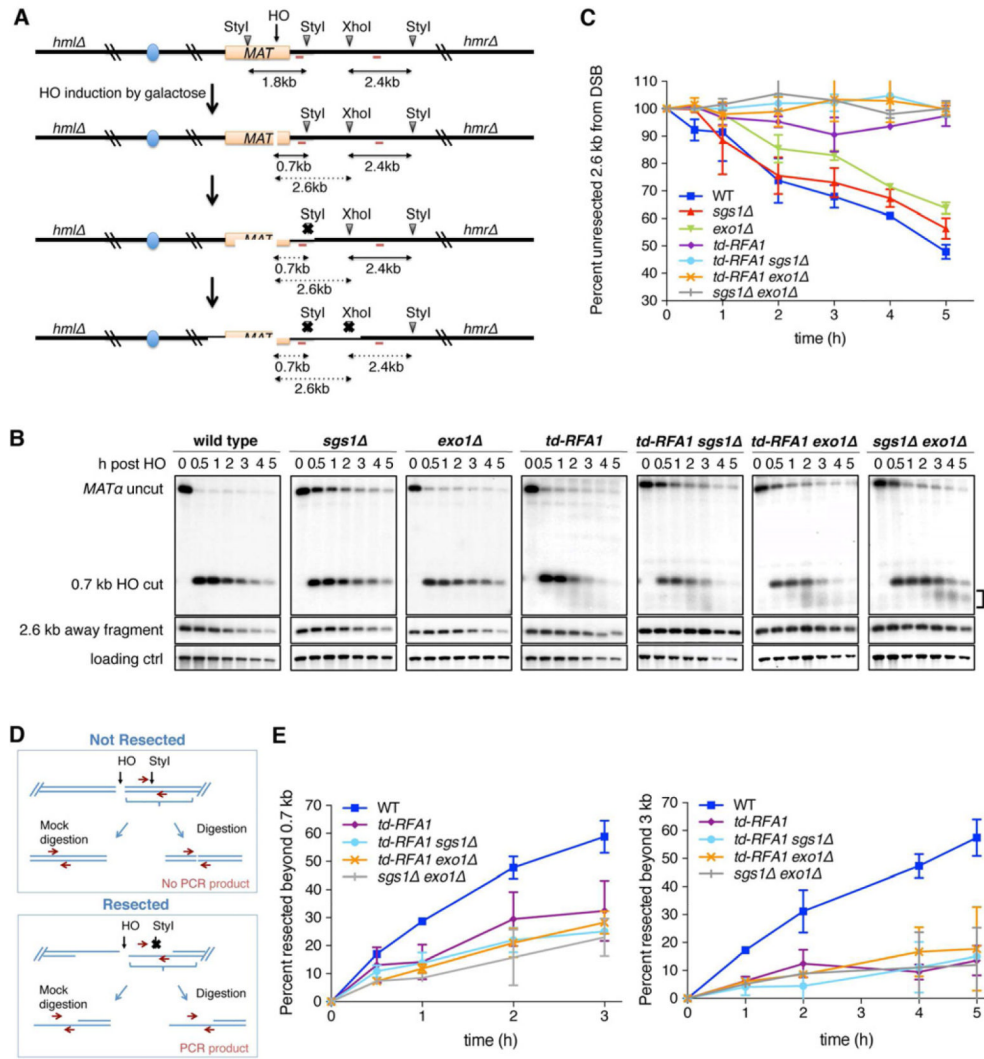 A
HO
StyI StyI XhoI StyI
hmlΔ MAT hmrΔ
1.8kb 2.4kb
HO induction by galactose
MAT
0.7kb 2.4kb
2.6kb
StyI XhoI StyI
MAT
0.7kb 2.4kb
2.6kb
StyI XhoI StyI
hmlΔ MAT hmrΔ
0.7kb 2.4kb
2.6kb
C
Percent unresected 2.6 kb from DSB
110
100
90
80
70
60
50
40
30
WT
sgs1Δ
exo1Δ
td-RFA1
td-RFA1 sgs1Δ
td-RFA1 exo1Δ
sgs1Δ exo1Δ
0 1 2 3 4 5
time (h)
B
wild type sgs1Δ exo1Δ td-RFA1 td-RFA1 sgs1Δ td-RFA1 exo1Δ sgs1Δ exo1Δ
h post HO 0 0.5 1 2 3 4 5 0 0.5 1 2 3 4 5 0 0.5 1 2 3 4 5 0 0.5 1 2 3 4 5 0 0.5 1 2 3 4 5 0 0.5 1 2 3 4 5 0 0.5 1 2 3 4 5
MATα uncut
0.7 kb HO cut
2.6 kb away fragment
loading ctrl
D
Not Resected
HO StyI
Mock digestion
Digestion
No PCR product
Resected
HO StyI
Mock digestion
Digestion
PCR product
E
Percent resected beyond 0.7 kb
70
60
50
40
30
20
10
0
WT
td-RFA1
td-RFA1 sgs1Δ
td-RFA1 exo1Δ
sgs1Δ exo1Δ
0 1 2 3
time (h)
Percent resected beyond 3 kb
70
60
50
40
30
20
10
0
WT
td-RFA1
td-RFA1 sgs1Δ
td-RFA1 exo1Δ
sgs1Δ exo1Δ
0 1 2 3 4 5
time (h)